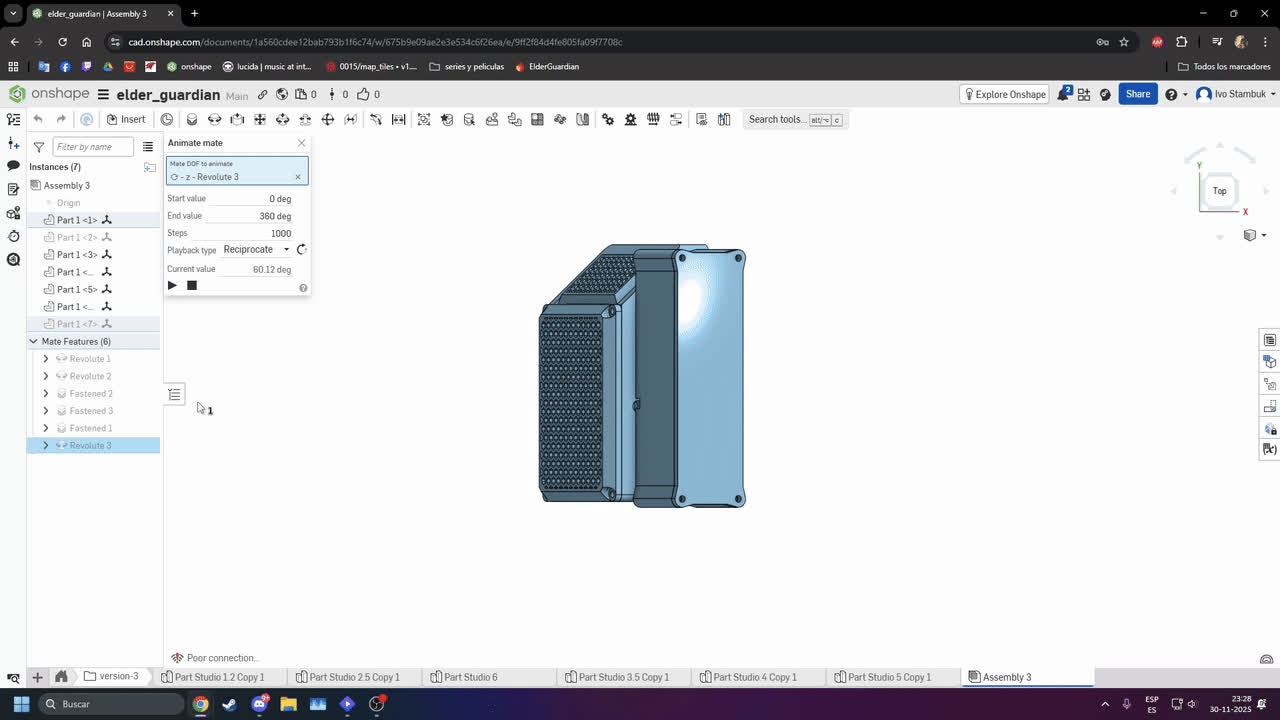 elder_guardian | Assembly 3
cad.onshape.com/documents/1a560cdee12bab793b1f6c74/w/675b9e09ae2e3e534c6f26ea/e/9ff2f84d4fe805fa09f7708c
onshape
lucida | music at int...
0015/map_tiles • v1....
series y peliculas
ElderGuardian
Todos los marcadores
onshape
elder_guardian Main
0
0
0
Explore Onshape
2
Share
Ivo Stambuk
Insert
Search tools... alt/⌥ c
Filter by name
Instances (7)
Assembly 3
Origin
Part 1 <1>
Part 1 <2>
Part 1 <3>
Part 1 <...
Part 1 <5>
Part 1 <...
Part 1 <7>
Mate Features (6)
Revolute 1
Revolute 2
Fastened 2
Fastened 3
Fastened 1
Revolute 3
Animate mate
Mate DOF to animate
- z - Revolute 3
Start value 0 deg
End value 360 deg
Steps 1000
Playback type Reciprocate
Current value 60.12 deg
1
Y
Top
X
Poor connection...
version-3
Part Studio 1.2 Copy 1
Part Studio 2.5 Copy 1
Part Studio 6
Part Studio 3.5 Copy 1
Part Studio 4 Copy 1
Part Studio 5 Copy 1
Assembly 3
Buscar
ESP
ES
23:28
30-11-2025